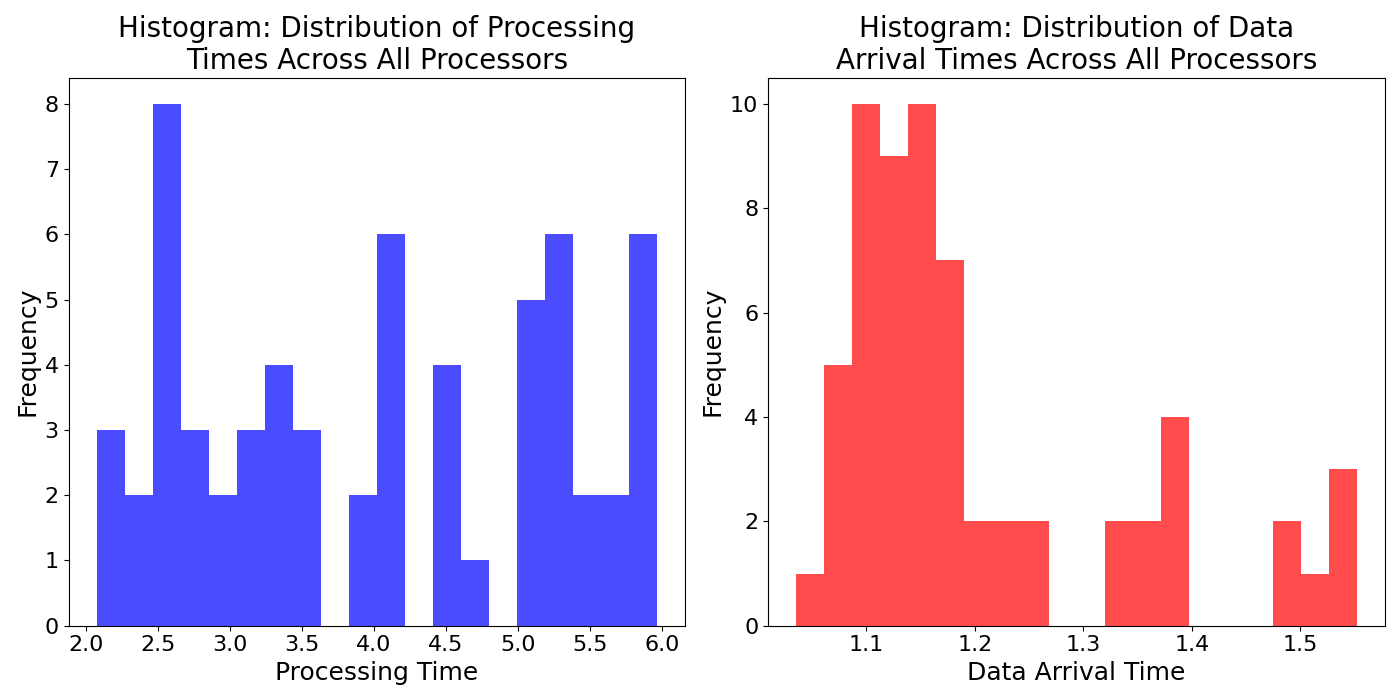 Histogram: Distribution of Processing
Times Across All Processors
8
7
6
5
4
3
2
1
0
Frequency
2.0 2.5 3.0 3.5 4.0 4.5 5.0 5.5 6.0
Processing Time
Histogram: Distribution of Data
Arrival Times Across All Processors
10
8
6
4
2
0
Frequency
1.1 1.2 1.3 1.4 1.5
Data Arrival Time